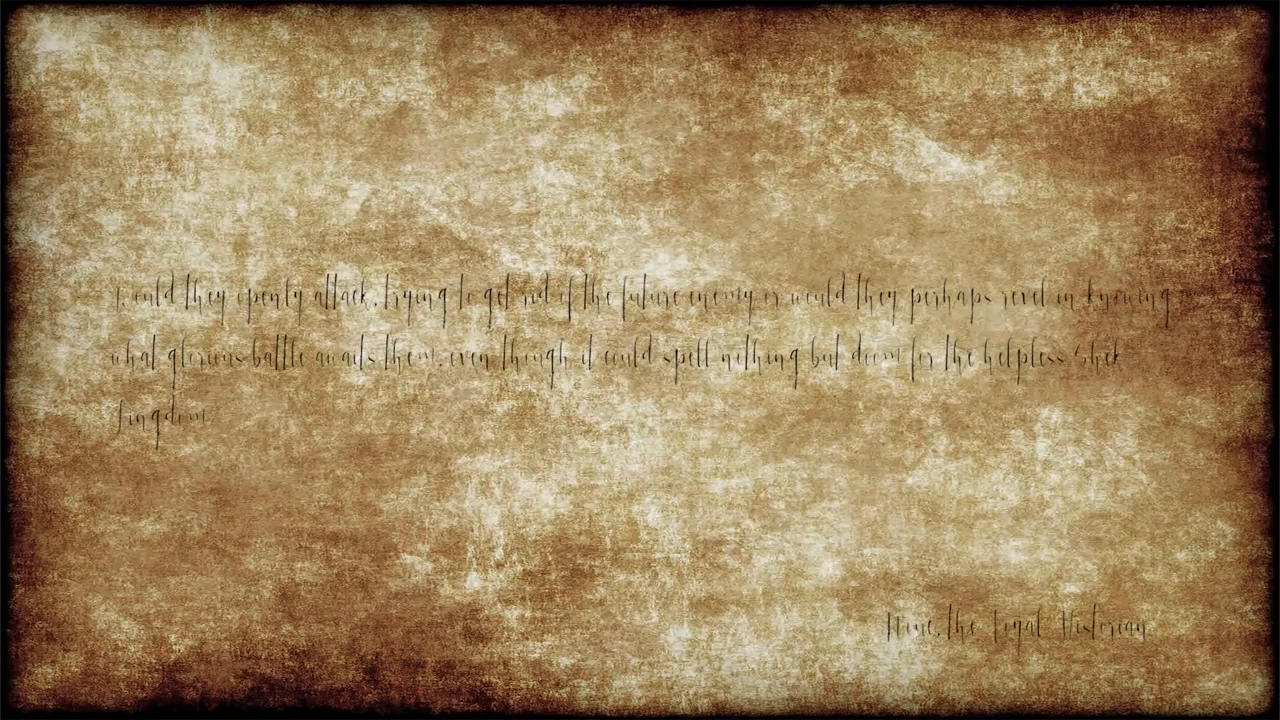 Would they openly attack, trying to get rid of the future enemy or would they perhaps revel in knowing
what glorious battle awaits them, even though it could spell nothing but doom for the helpless Shek
Kingdom.
Nine, the Royal Historian